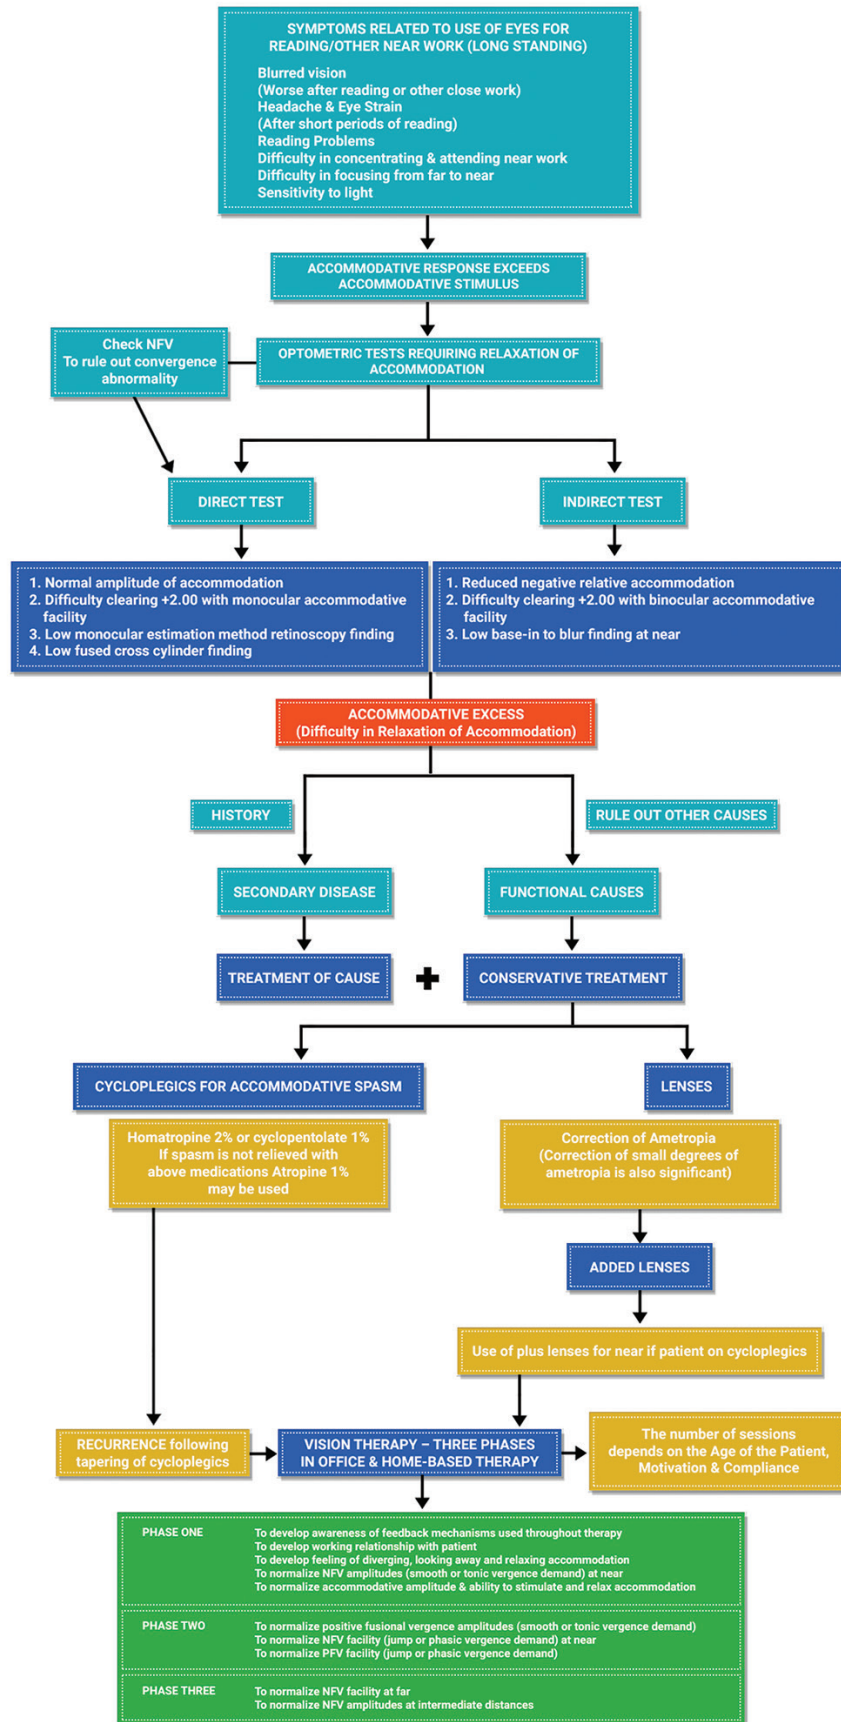 SYMPTOMS RELATED TO USE OF EYES FOR
READING/OTHER NEAR WORK (LONG STANDING)
Blurred vision
(Worse after reading or other close work)
Headache & Eye Strain
(After short periods of reading)
Reading Problems
Difficulty in concentrating & attending near work
Difficulty in focusing from far to near
Sensitivity to light
ACCOMMODATIVE RESPONSE EXCEEDS
ACCOMMODATIVE STIMULUS
Check NFV
To rule out convergence
abnormality
OPTOMETRIC TESTS REQUIRING RELAXATION OF
ACCOMMODATION
DIRECT TEST
INDIRECT TEST
1. Normal amplitude of accommodation
2. Difficulty clearing +2.00 with monocular accommodative
facility
3. Low monocular estimation method retinoscopy finding
4. Low fused cross cylinder finding
1. Reduced negative relative accommodation
2. Difficulty clearing +2.00 with binocular accommodative
facility
3. Low base-in to blur finding at near
ACCOMMODATIVE EXCESS
(Difficulty in Relaxation of Accommodation)
HISTORY
RULE OUT OTHER CAUSES
SECONDARY DISEASE
FUNCTIONAL CAUSES
TREATMENT OF CAUSE
+
CONSERVATIVE TREATMENT
CYCLOPLEGICS FOR ACCOMMODATIVE SPASM
LENSES
Homatropine 2% or cyclopentolate 1%
If spasm is not relieved with
above medications Atropine 1%
may be used
Correction of Ametropia
(Correction of small degrees of
ametropia is also significant)
ADDED LENSES
Use of plus lenses for near if patient on cycloplegics
RECURRENCE following
tapering of cycloplegics
VISION THERAPY – THREE PHASES
IN OFFICE & HOME-BASED THERAPY
The number of sessions
depends on the Age of the Patient,
Motivation & Compliance
PHASE ONE To develop awareness of feedback mechanisms used throughout therapy
To develop working relationship with patient
To develop feeling of diverging, looking away and relaxing accommodation
To normalize NFV amplitudes (smooth or tonic vergence demand) at near
To normalize accommodative amplitude & ability to stimulate and relax accommodation
PHASE TWO To normalize positive fusional vergence amplitudes (smooth or tonic vergence demand)
To normalize NFV facility (jump or phasic vergence demand) at near
To normalize PFV facility (jump or phasic vergence demand)
PHASE THREE To normalize NFV facility at far
To normalize NFV amplitudes at intermediate distances